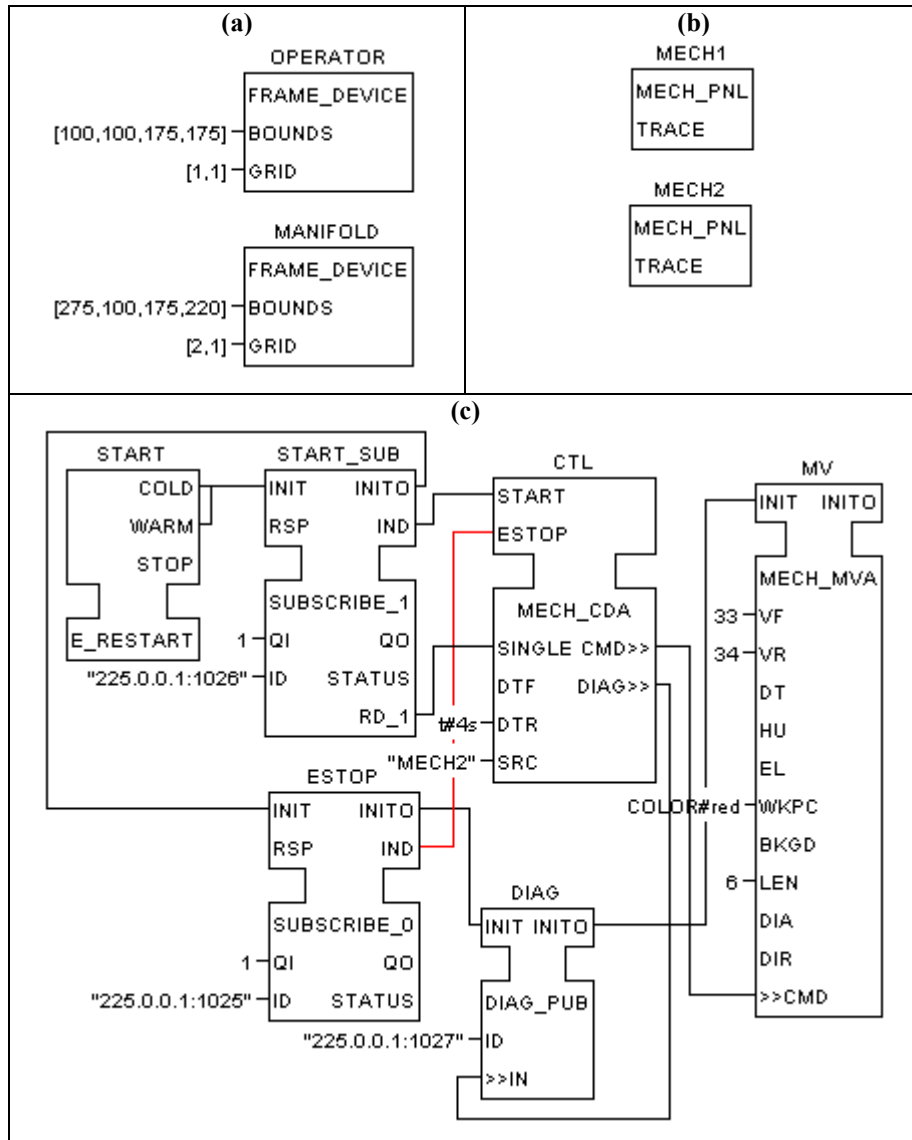 (a)
OPERATOR
FRAME_DEVICE
[100,100,175,175] BOUNDS
[1,1] GRID
MANIFOLD
FRAME_DEVICE
[275,100,175,220] BOUNDS
[2,1] GRID
(b)
MECH1
MECH_PNL
TRACE
MECH2
MECH_PNL
TRACE
(c)
START
COLD
WARM
STOP
E_RESTART
START_SUB
INIT INITO
RSP IND
SUBSCRIBE_1
1 QI QO
"225.0.0.1:1026" ID STATUS
RD_1
CTL
START
ESTOP
MECH_CDA
SINGLE CMD>>
DTF DIAG>>
t#4s DTR
"MECH2" SRC
MV
INIT INITO
MECH_MVA
33 VF
34 VR
DT
HU
EL
COLOR#red WKPC
BKGD
6 LEN
DIA
DIR
>>CMD
ESTOP
INIT INITO
RSP IND
SUBSCRIBE_0
1 QI QO
"225.0.0.1:1025" ID STATUS
DIAG
INIT INITO
DIAG_PUB
"225.0.0.1:1027" ID
>>IN